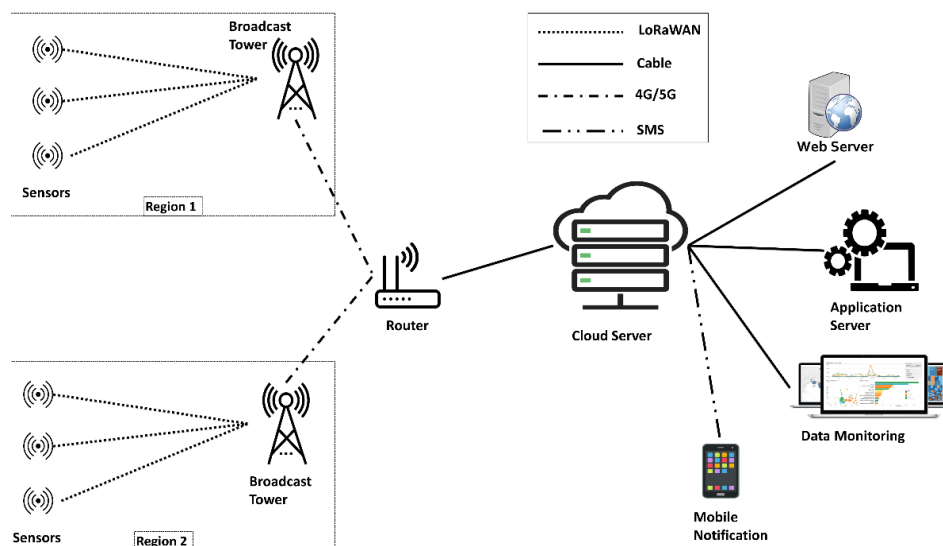 Broadcast
Tower
Sensors
Region 1
LoRaWAN
Cable
4G/5G
SMS
Web Server
Router
Cloud Server
Application
Server
Data Monitoring
Mobile
Notification
Broadcast
Tower
Sensors
Region 2